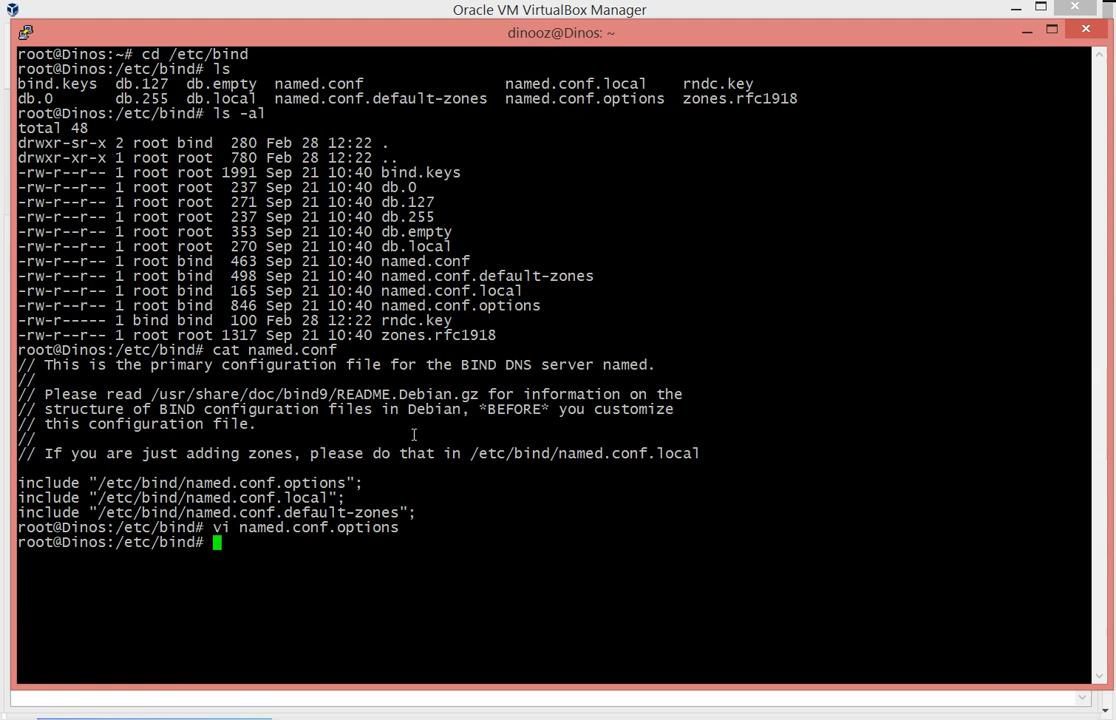 Oracle VM VirtualBox Manager
dinooz@Dinos: ~
root@Dinos:~# cd /etc/bind
root@Dinos:/etc/bind# ls
bind.keys  db.127  db.empty  named.conf                named.conf.local    rndc.key
db.0       db.255  db.local  named.conf.default-zones  named.conf.options  zones.rfc1918
root@Dinos:/etc/bind# ls -al
total 48
drwxr-sr-x 2 root bind  280 Feb 28 12:22 .
drwxr-xr-x 1 root root  780 Feb 28 12:22 ..
-rw-r--r-- 1 root root 1991 Sep 21 10:40 bind.keys
-rw-r--r-- 1 root root  237 Sep 21 10:40 db.0
-rw-r--r-- 1 root root  271 Sep 21 10:40 db.127
-rw-r--r-- 1 root root  237 Sep 21 10:40 db.255
-rw-r--r-- 1 root root  353 Sep 21 10:40 db.empty
-rw-r--r-- 1 root root  270 Sep 21 10:40 db.local
-rw-r--r-- 1 root bind  463 Sep 21 10:40 named.conf
-rw-r--r-- 1 root bind  498 Sep 21 10:40 named.conf.default-zones
-rw-r--r-- 1 root bind  165 Sep 21 10:40 named.conf.local
-rw-r--r-- 1 root bind  846 Sep 21 10:40 named.conf.options
-rw-r----- 1 bind bind  100 Feb 28 12:22 rndc.key
-rw-r--r-- 1 root root 1317 Sep 21 10:40 zones.rfc1918
root@Dinos:/etc/bind# cat named.conf
// This is the primary configuration file for the BIND DNS server named.
//
// Please read /usr/share/doc/bind9/README.Debian.gz for information on the
// structure of BIND configuration files in Debian, *BEFORE* you customize
// this configuration file.
//
// If you are just adding zones, please do that in /etc/bind/named.conf.local
include "/etc/bind/named.conf.options";
include "/etc/bind/named.conf.local";
include "/etc/bind/named.conf.default-zones";
root@Dinos:/etc/bind# vi named.conf.options
root@Dinos:/etc/bind#